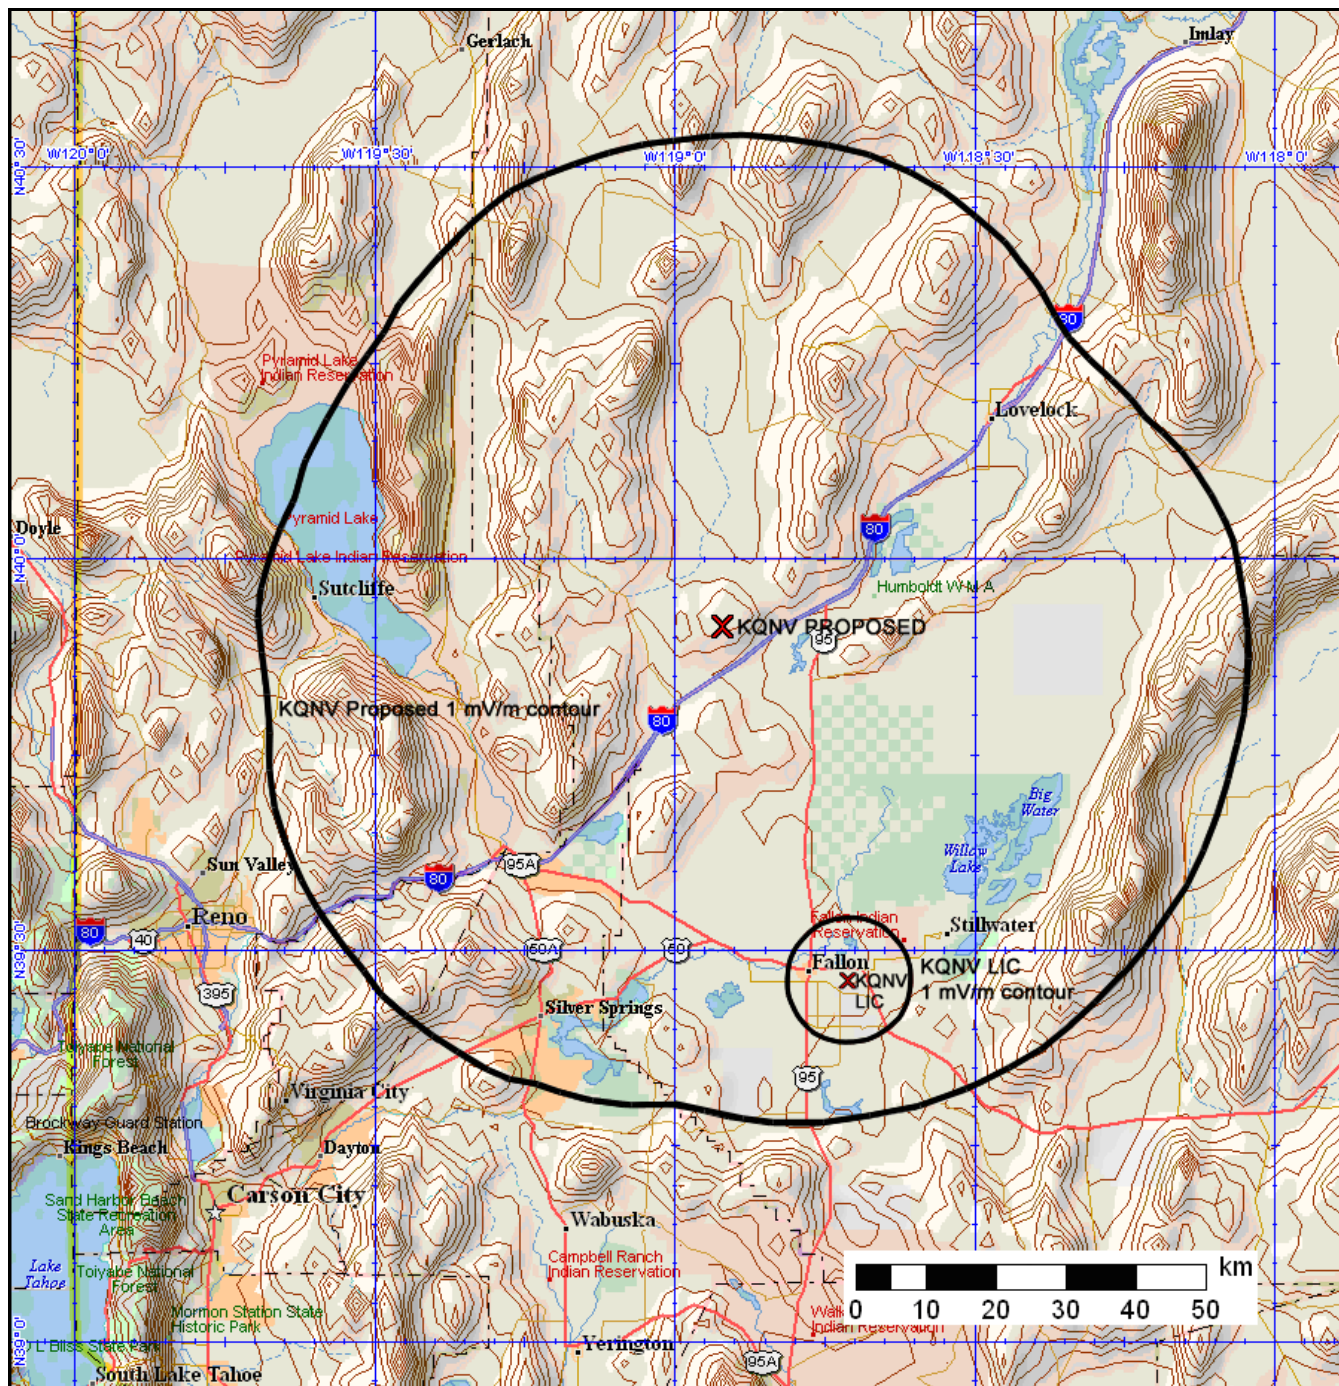 Gerlach
Imlay
N40°30'
W120°0'
W119°30'
W119°0'
W118°30'
W118°0'
80
Pyramid Lake
Indian Reservation
Lovelock
Pyramid Lake
Doyle
80
N40°0'
Pyramid Lake Indian Reservation
Sutcliffe
Humboldt W M A
KQNV PROPOSED
95
KQNV Proposed 1 mV/m contour
80
Big
Water
Willow
Lake
Sun Valley
80
95A
Reno
80
40
Fallon Indian
Reservation
Stillwater
N39°30'
50A
50
Fallon
KQNV LIC
1 mV/m contour
KQNV
LIC
395
Silver Springs
Toiyabe National
Forest
95
Virginia City
Brockway Guard Station
Kings Beach
Dayton
Carson City
Sand Harbor Beach
State Recreation
Area
Wabuska
Lake
Tahoe
Toiyabe National
Forest
Campbell Ranch
Indian Reservation
km
0 10 20 30 40 50
Mormon Station State
Historic Park
Indian Reservation
N39°0'
L Bliss State Park
Yerington
95A
South Lake Tahoe